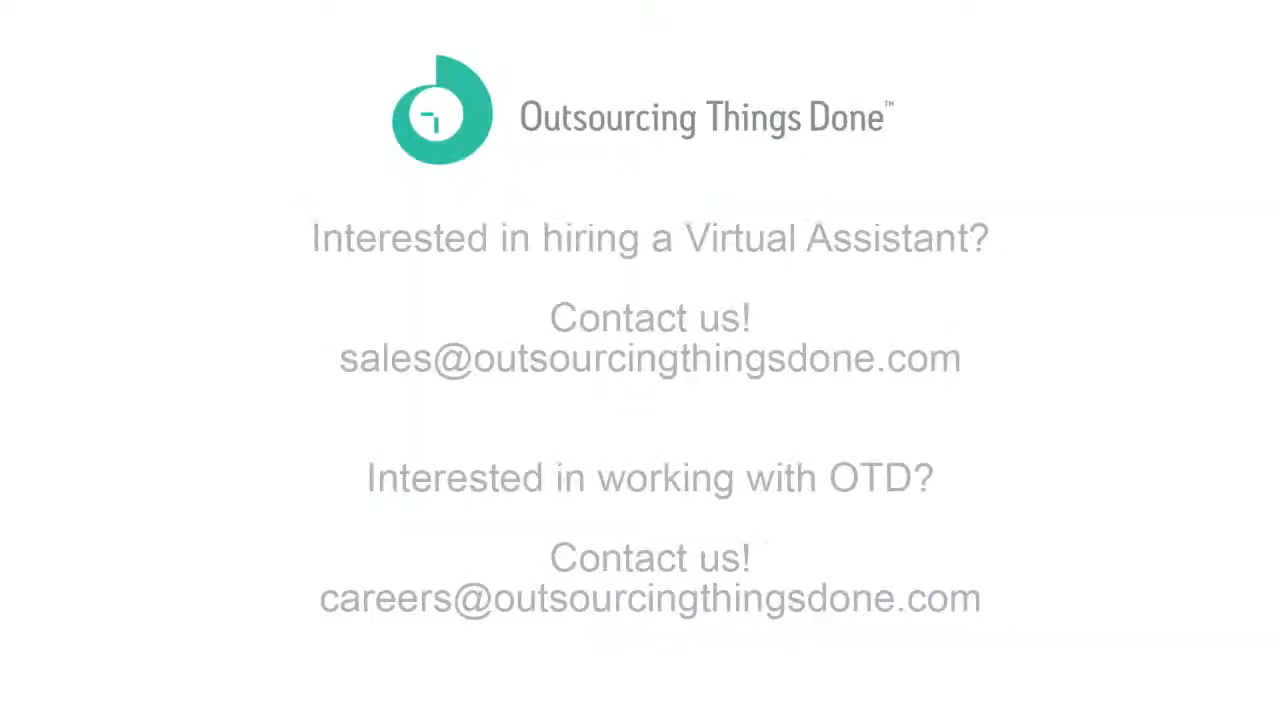 Outsourcing Things Done™
Interested in hiring a Virtual Assistant?
Contact us!
sales@outsourcingthingsdone.com
Interested in working with OTD?
Contact us!
careers@outsourcingthingsdone.com